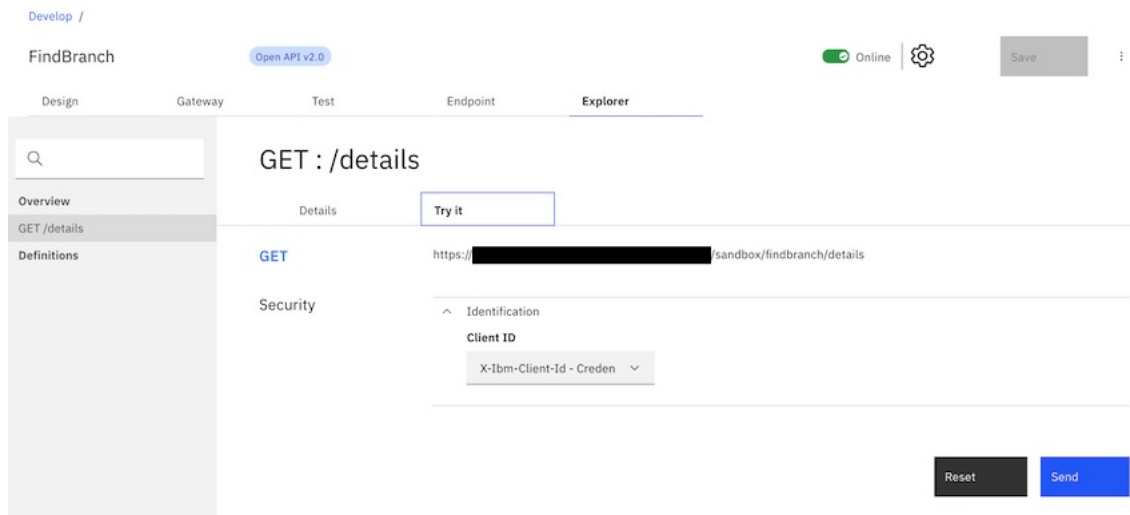 Develop /
FindBranch
Open API v2.0
Online
Save
Design
Gateway
Test
Endpoint
Explorer
GET : /details
Overview
GET /details
Definitions
Details
Try it
GET
https:// /sandbox/findbranch/details
Security
Identification
Client ID
X-Ibm-Client-Id - Creden
Reset
Send